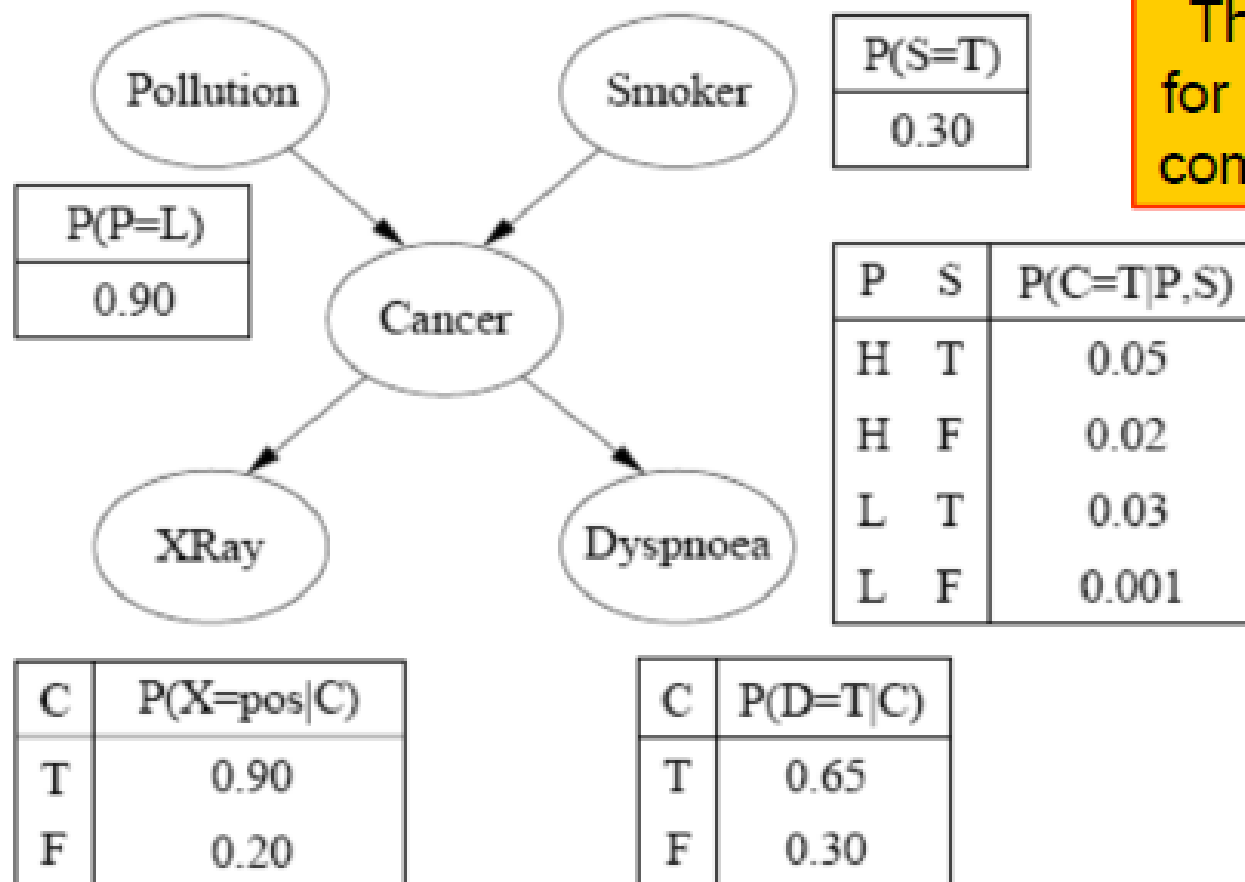 Pollution
Smoker
P(S=T)
0.30
for
P(P=L)
0.90
Cancer
P S P(C=T|P,S)
H T 0.05
H F 0.02
L T 0.03
L F 0.001
XRay
Dyspnoea
C P(X=pos|C)
T 0.90
F 0.20
C P(D=T|C)
T 0.65
F 0.30